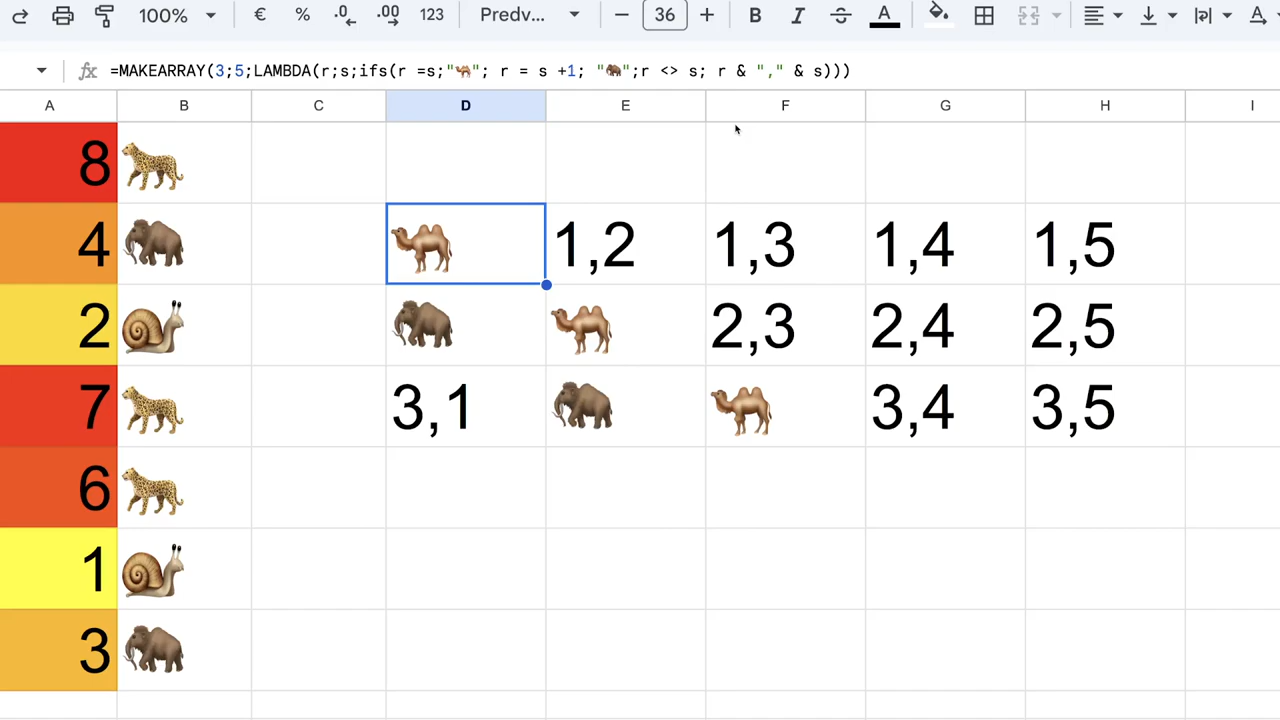 100% € % .0 .00 123 Predv... − 36 + B I A A
fx =MAKEARRAY(3;5;LAMBDA(r;s;ifs(r =s;"🐫"; r = s +1; "🦣";r <> s; r & "," & s)))
A B C D E F G H I
8 🐆
4 🦣 🐫 1,2 1,3 1,4 1,5
2 🐌 🦣 🐫 2,3 2,4 2,5
7 🐆 3,1 🦣 🐫 3,4 3,5
6 🐆
1 🐌
3 🦣